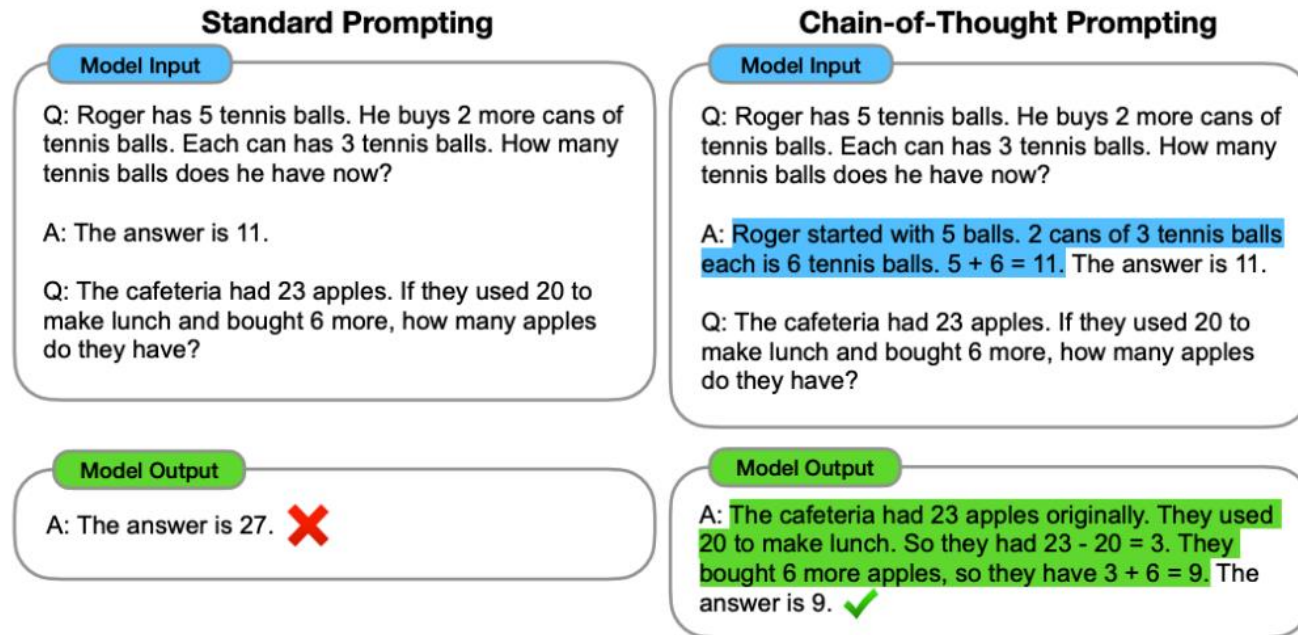 Standard Prompting
Model Input
Q: Roger has 5 tennis balls. He buys 2 more cans of
tennis balls. Each can has 3 tennis balls. How many
tennis balls does he have now?
A: The answer is 11.
Q: The cafeteria had 23 apples. If they used 20 to
make lunch and bought 6 more, how many apples
do they have?
Model Output
A: The answer is 27.
Chain-of-Thought Prompting
Model Input
Q: Roger has 5 tennis balls. He buys 2 more cans of
tennis balls. Each can has 3 tennis balls. How many
tennis balls does he have now?
A: Roger started with 5 balls. 2 cans of 3 tennis balls
each is 6 tennis balls. 5 + 6 = 11. The answer is 11.
Q: The cafeteria had 23 apples. If they used 20 to
make lunch and bought 6 more, how many apples
do they have?
Model Output
A: The cafeteria had 23 apples originally. They used
20 to make lunch. So they had 23 - 20 = 3. They
bought 6 more apples, so they have 3 + 6 = 9. The
answer is 9.